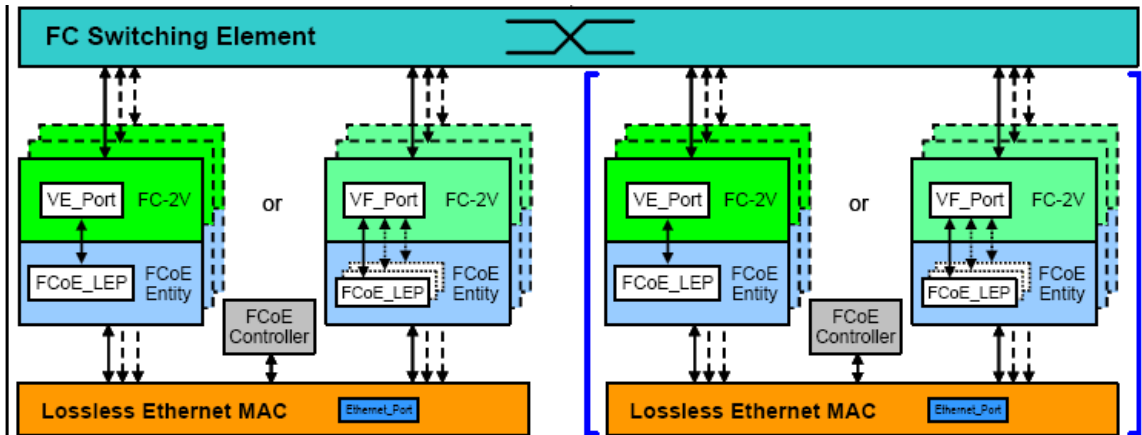 FC Switching Element
VE_Port
FC-2V
or
VF_Port
FC-2V
VE_Port
FC-2V
or
VF_Port
FC-2V
FCoE_LEP
FCoE
Entity
FCoE_LEP
FCoE
Entity
FCoE_LEP
FCoE
Entity
FCoE_LEP
FCoE
Entity
FCoE
Controller
FCoE
Controller
Lossless Ethernet MAC
Ethernet_Port
Lossless Ethernet MAC
Ethernet_Port